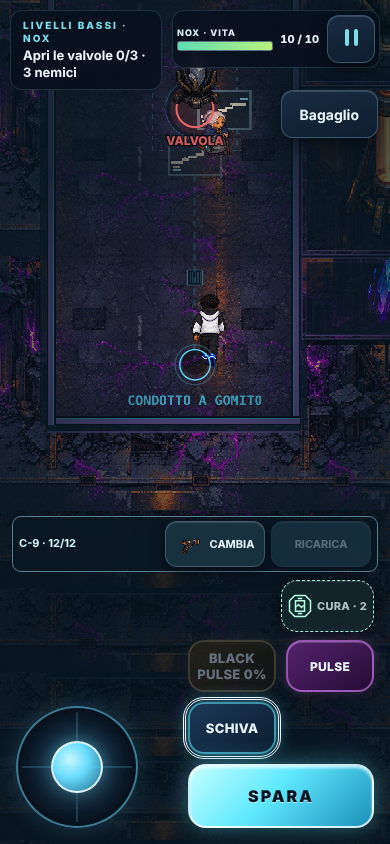 LIVELLI BASSI ·
NOX
Apri le valvole 0/3 ·
3 nemici
NOX · VITA
10 / 10
Bagaglio
VALVOLA
CONDOTTO A GOMITO
C-9 · 12/12
CAMBIA
RICARICA
CURA · 2
BLACK
PULSE 0%
PULSE
SCHIVA
SPARA